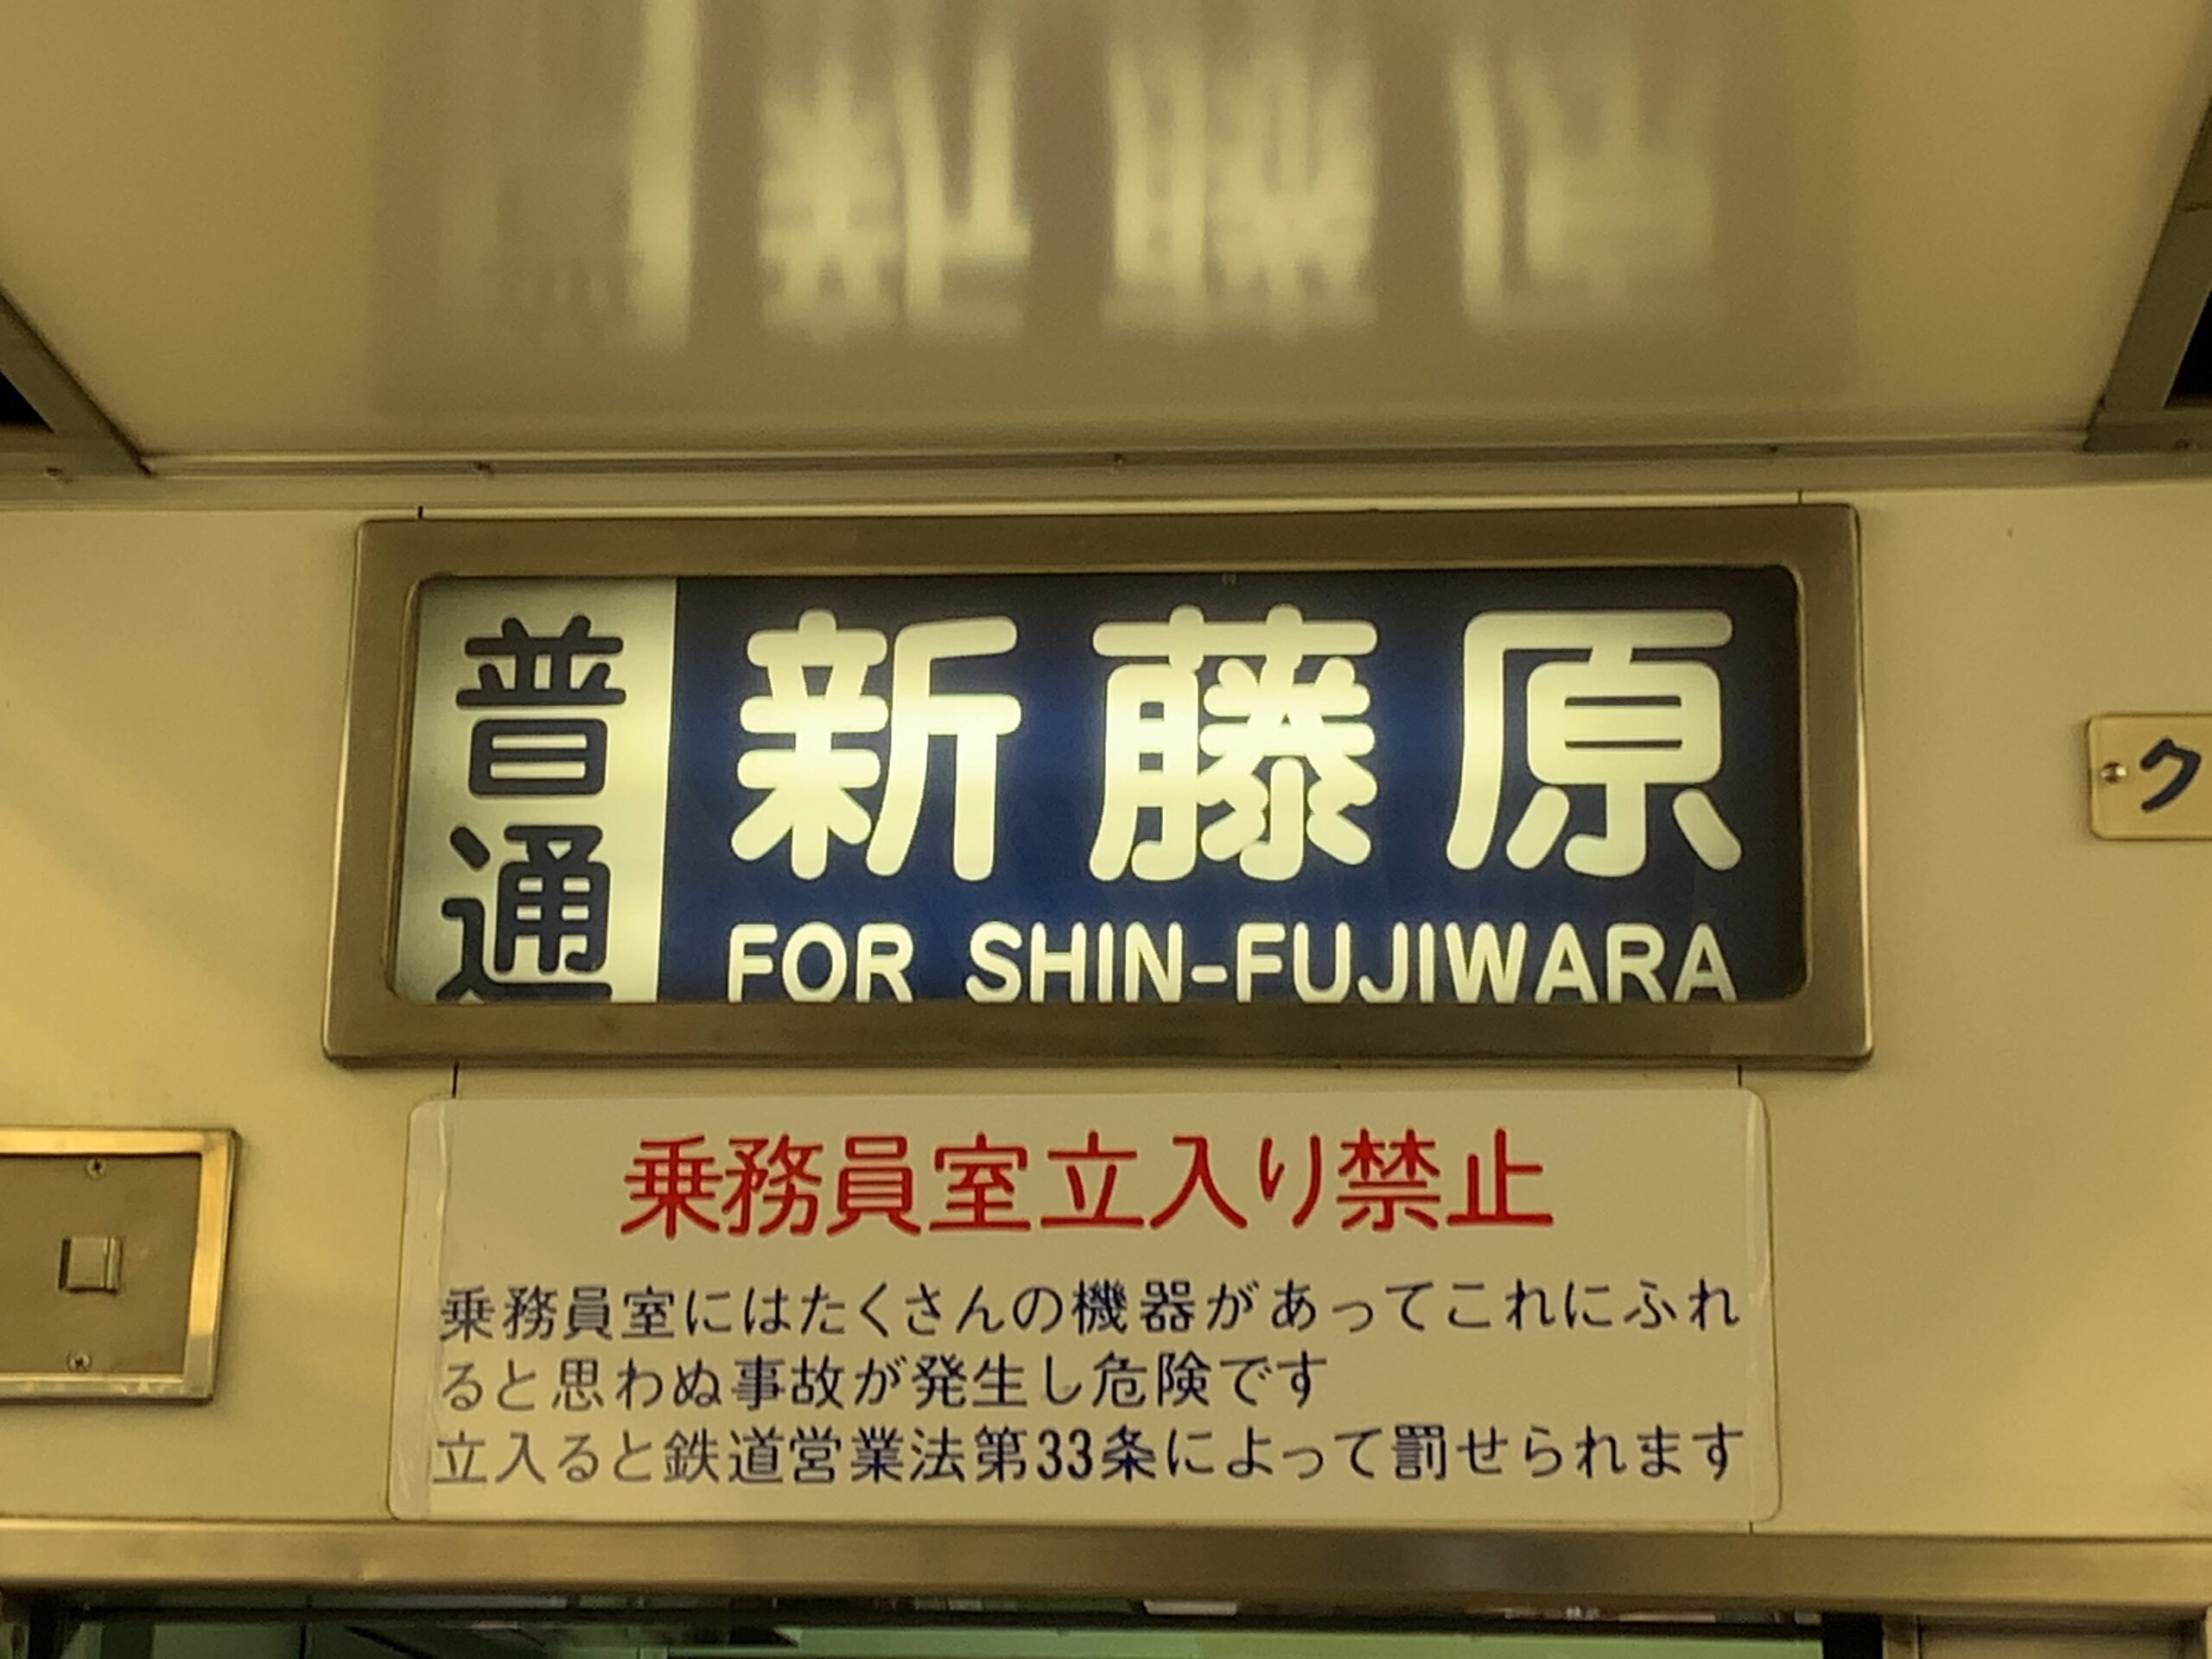 普通
新藤原
FOR SHIN-FUJIWARA
ク
乗務員室立入り禁止
乗務員室にはたくさんの機器があってこれにふれ
ると思わぬ事故が発生し危険です
立入ると鉄道営業法第33条によって罰せられます